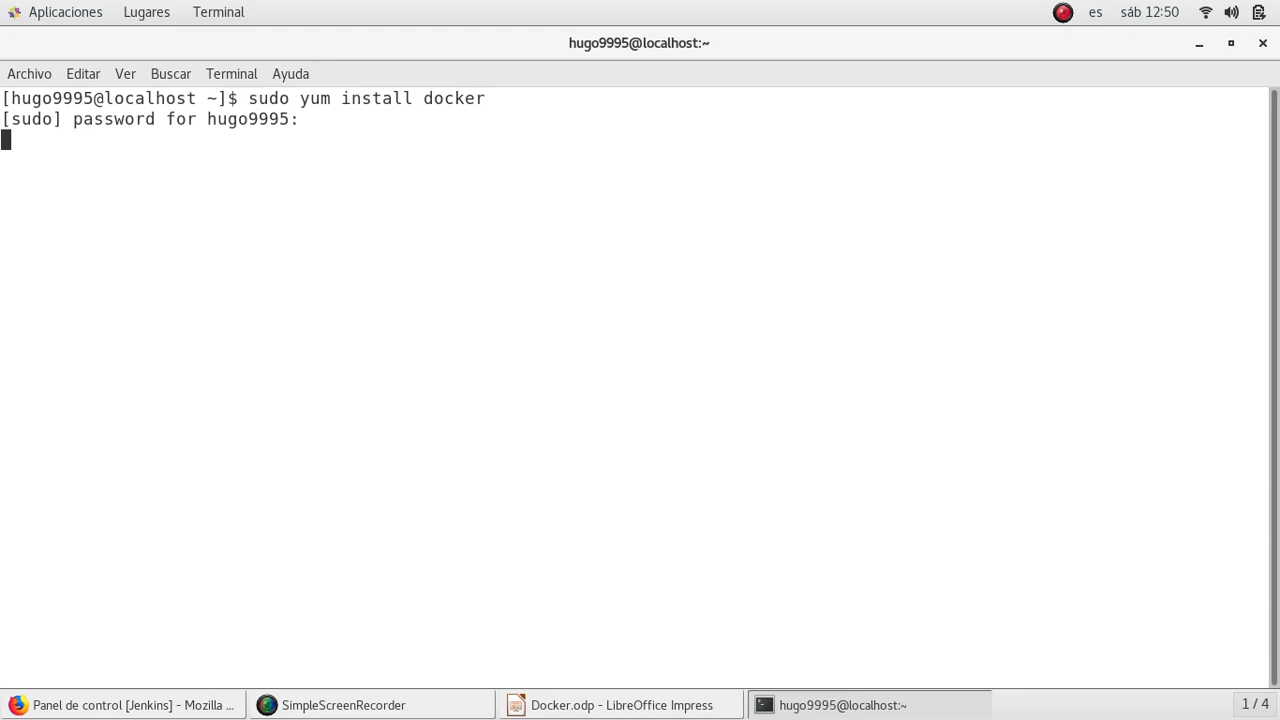 Aplicaciones Lugares Terminal es sáb 12:50
hugo9995@localhost:~
Archivo Editar Ver Buscar Terminal Ayuda
[hugo9995@localhost ~]$ sudo yum install docker
[sudo] password for hugo9995:
Panel de control [Jenkins] - Mozilla ... SimpleScreenRecorder Docker.odp - LibreOffice Impress hugo9995@localhost:~ 1 / 4